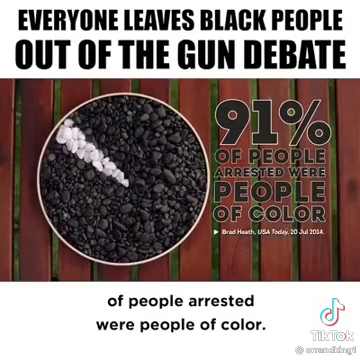 EVERYONE LEAVES BLACK PEOPLE
OUT OF THE GUN DEBATE
91%
OF PEOPLE
ARRESTED WERE
PEOPLE
OF COLOR
▶ Brad Heath, USA Today, 20 Jul 2014.
of people arrested
were people of color.
TikTok